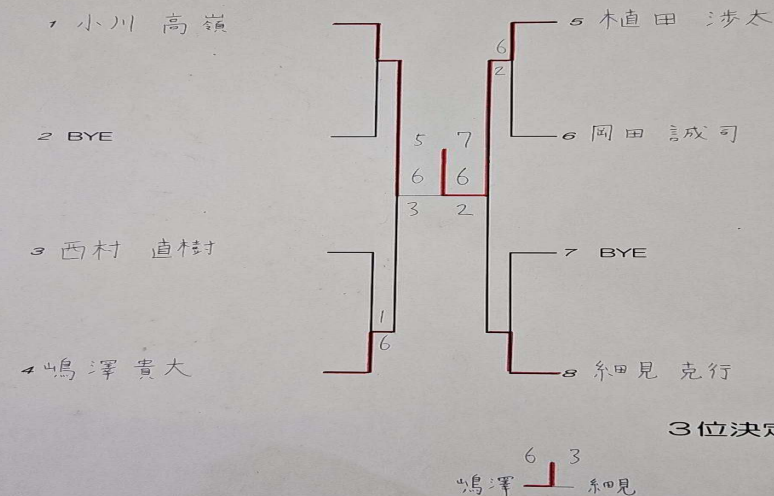 1 小川 高嶺
5 植田 渉太
6
2
2 BYE
6 岡田 誠司
5 7
6 6
3 2
3 西村 直樹
7 BYE
1
6
4 嶋澤貴大
8 細見 克行
3位決定
6 3
嶋澤 細見